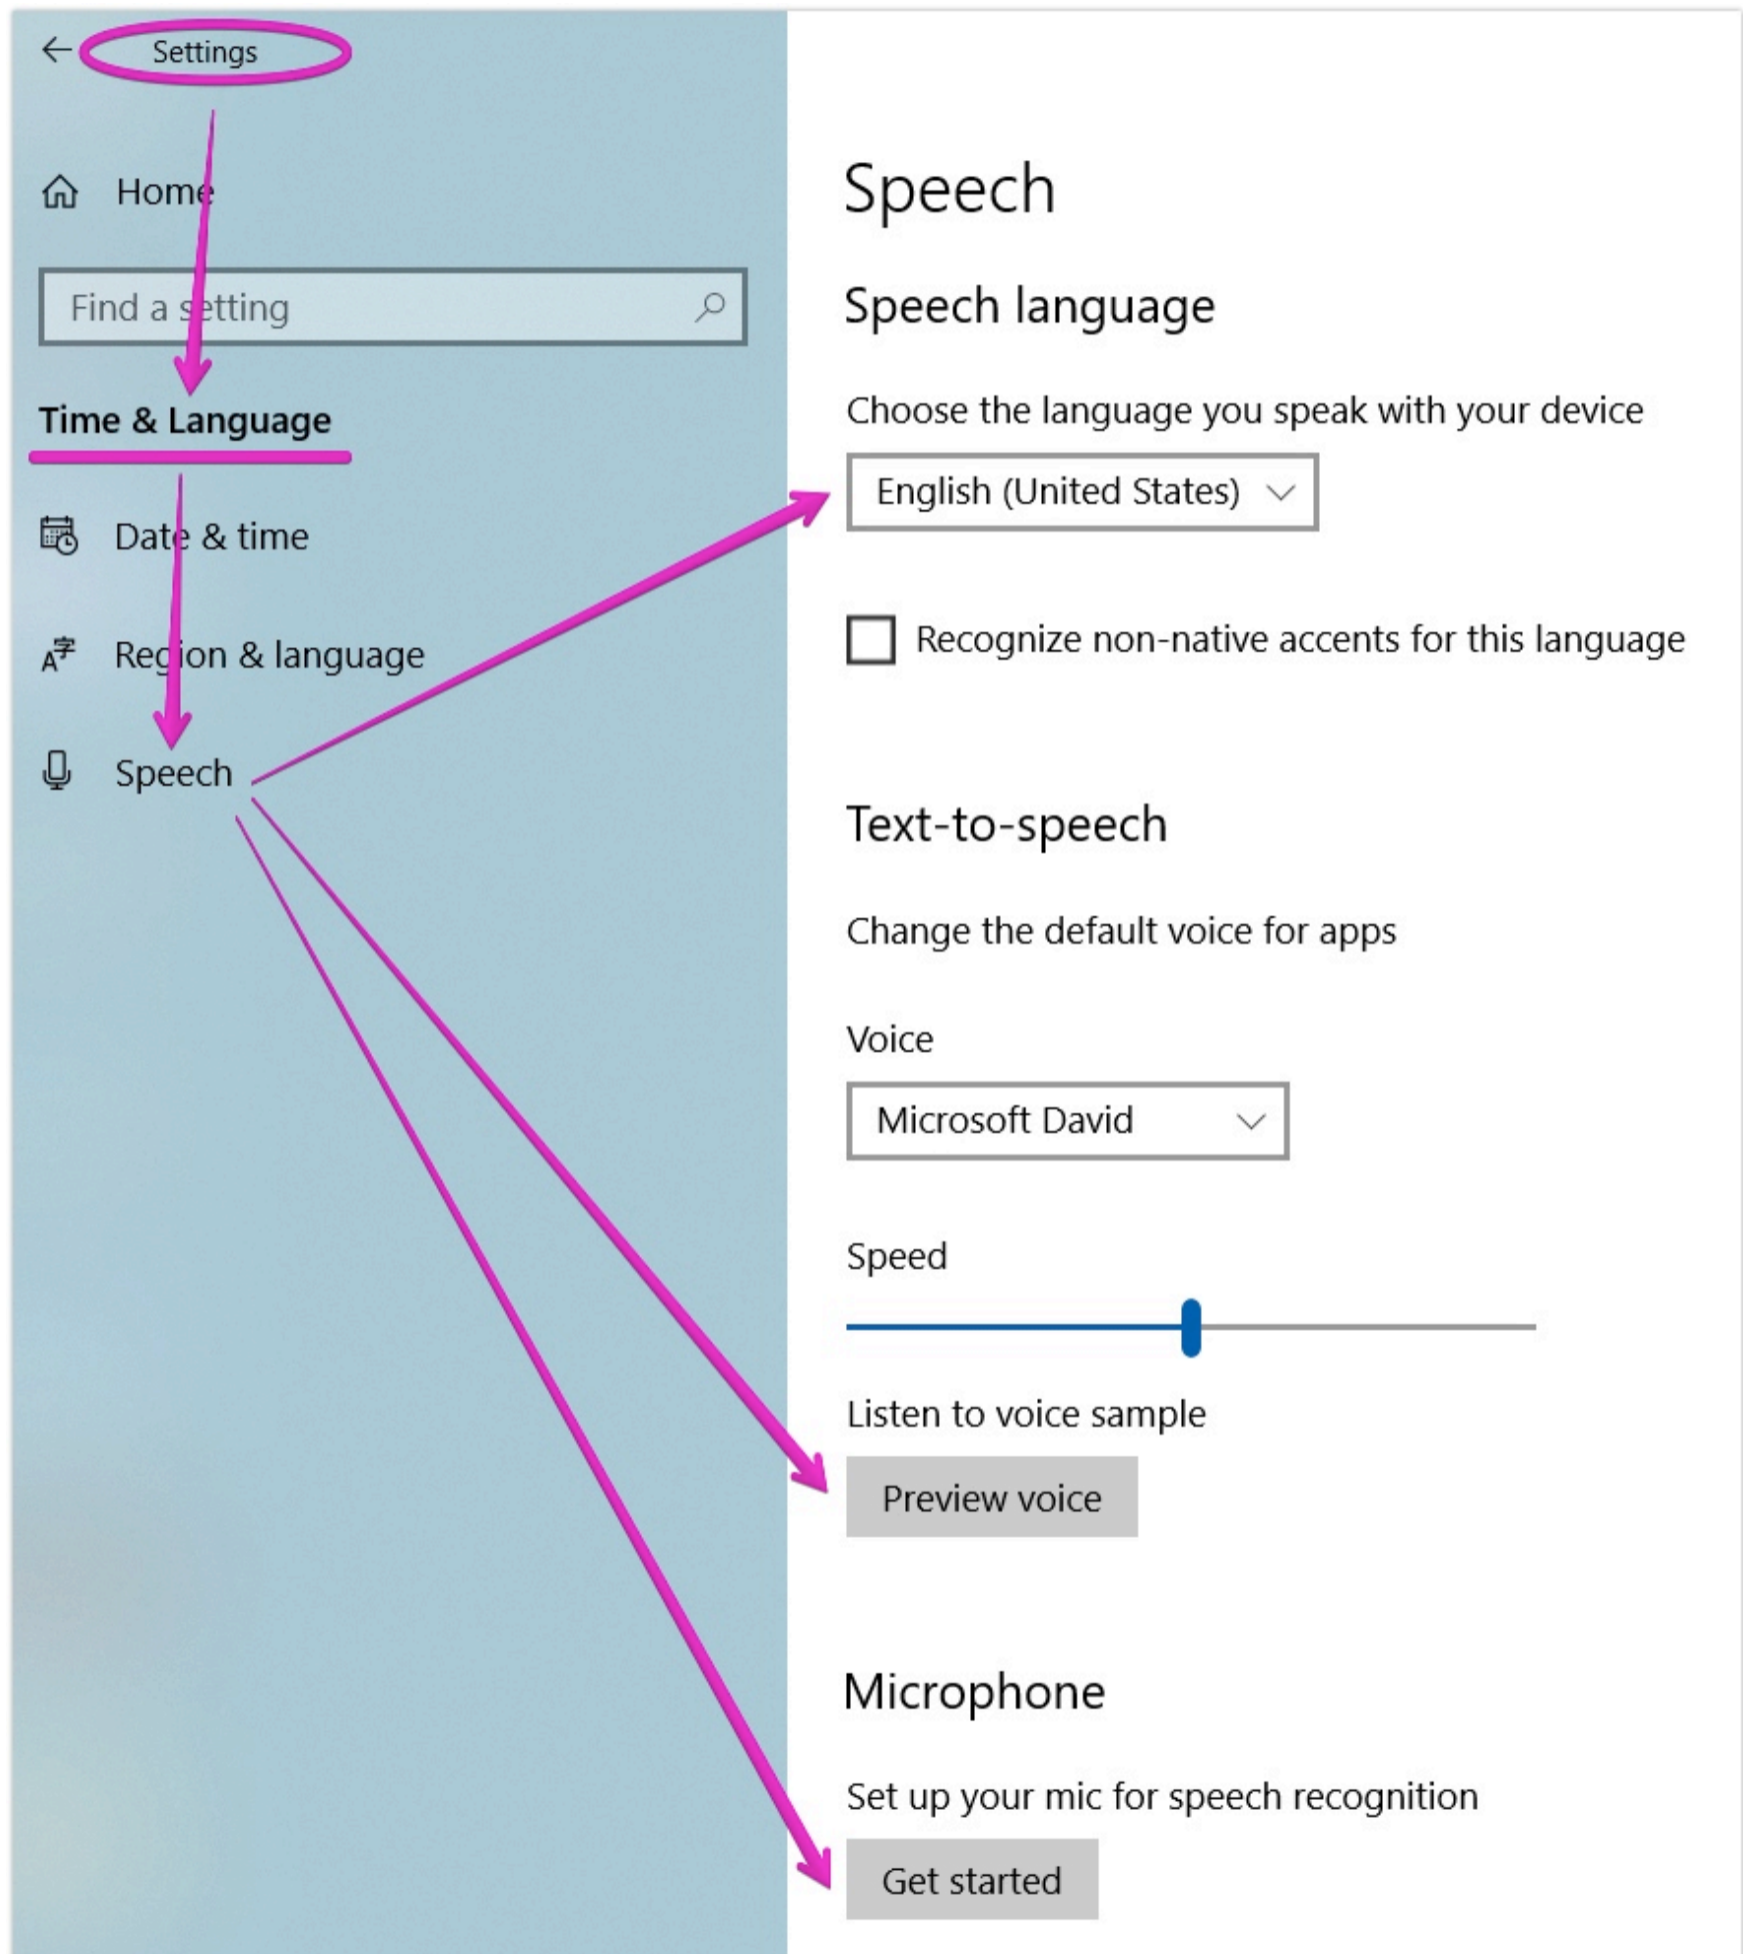 Settings
Home
Find a setting
Time & Language
Date & time
Region & language
Speech
Speech
Speech language
Choose the language you speak with your device
English (United States)
Recognize non-native accents for this language
Text-to-speech
Change the default voice for apps
Voice
Microsoft David
Speed
Listen to voice sample
Preview voice
Microphone
Set up your mic for speech recognition
Get started